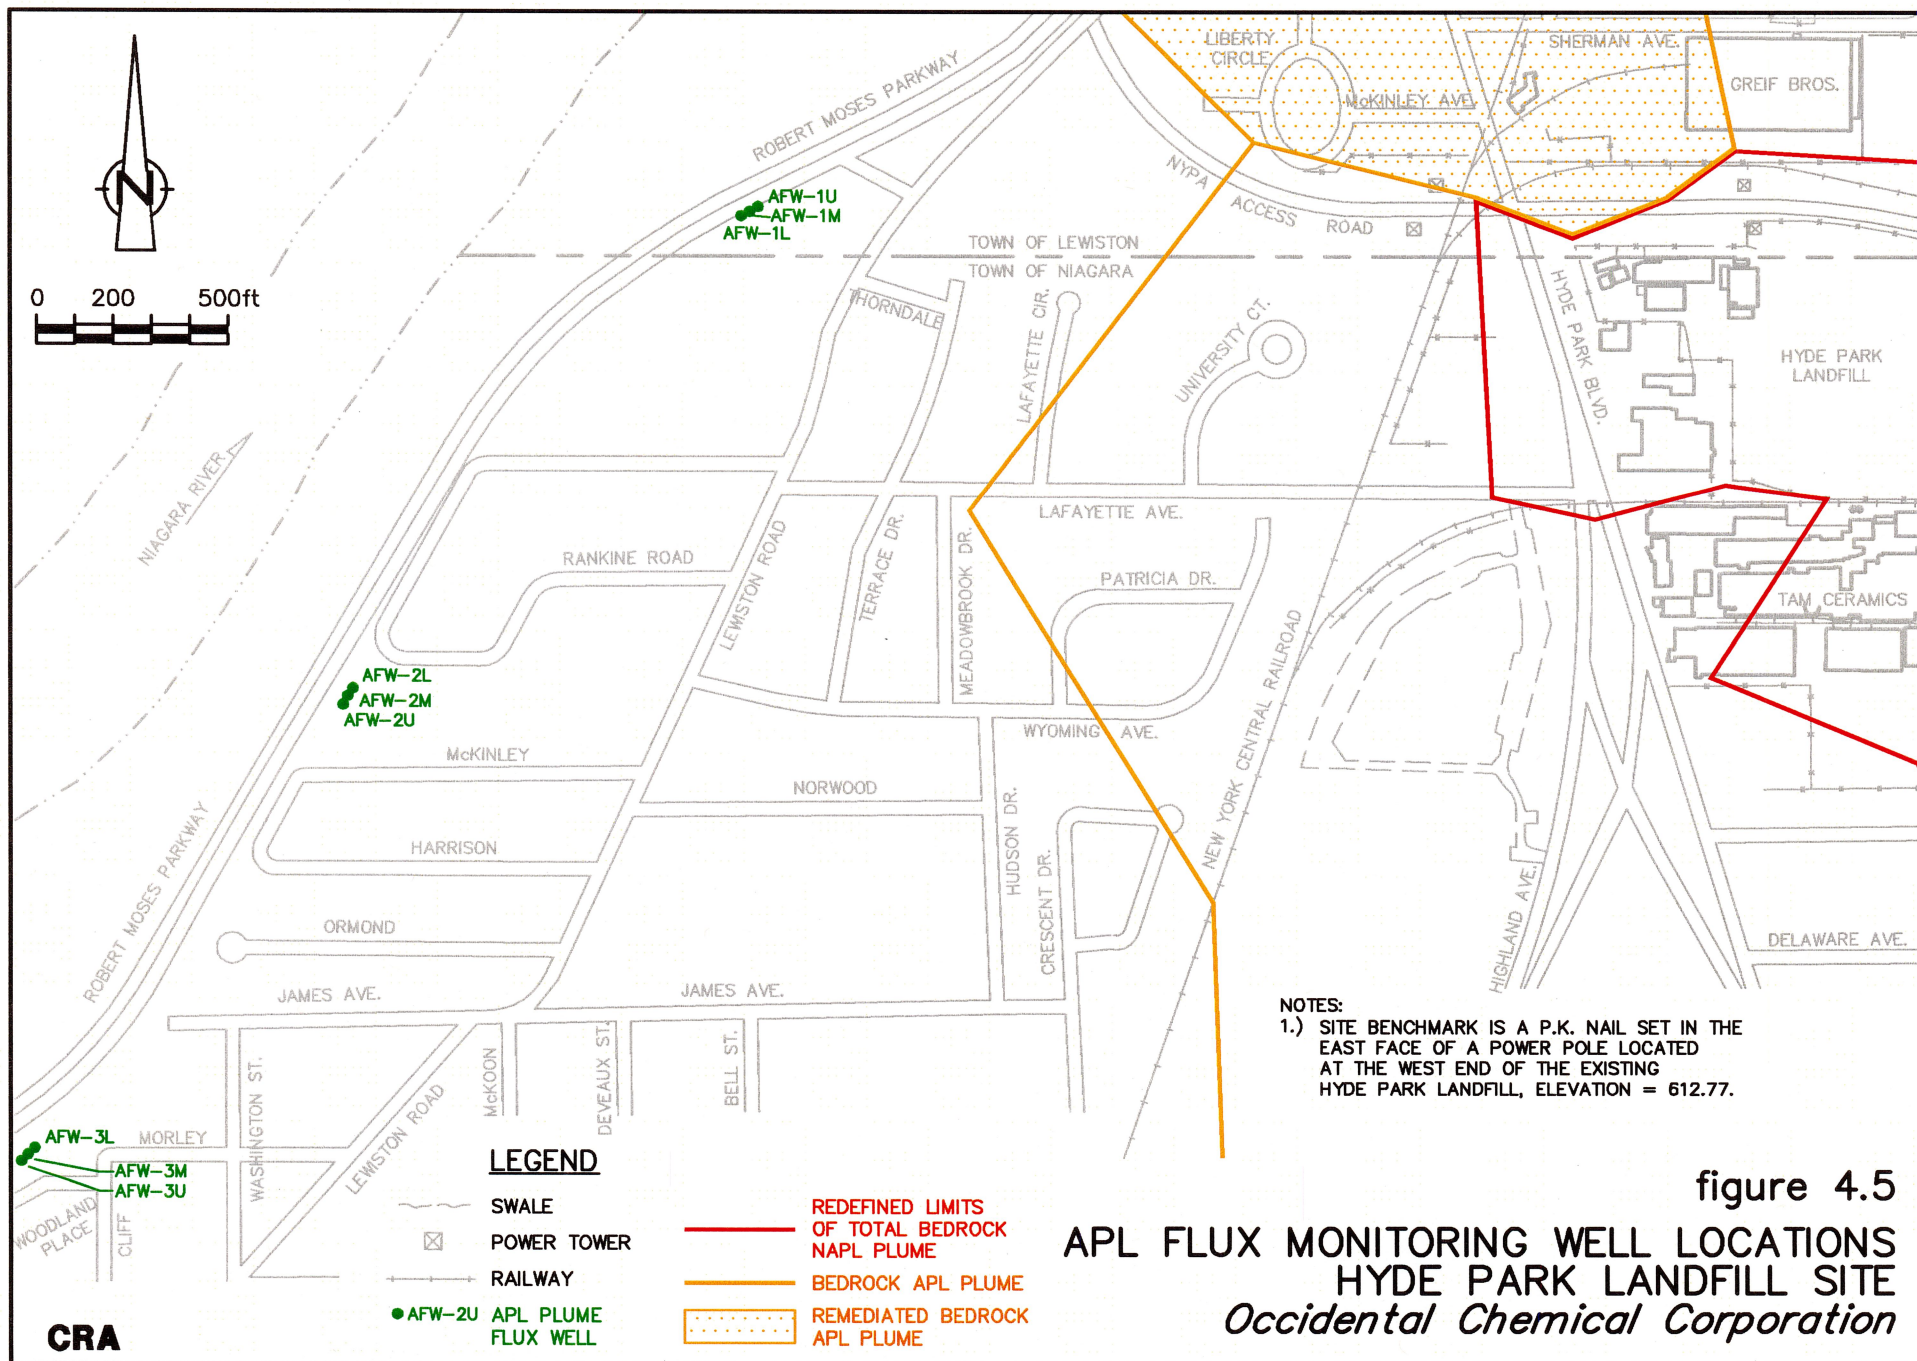 LIBERTY
CIRCLE
SHERMAN AVE.
GREIF BROS.
McKINLEY AVE.
ROBERT MOSES PARKWAY
NYPA
ACCESS
ROAD
N
AFW-1U
AFW-1M
AFW-1L
TOWN OF LEWISTON
TOWN OF NIAGARA
0 200 500ft
THORNDALE
LAFAYETTE CIR.
UNIVERSITY CT.
HYDE PARK BLVD.
HYDE PARK
LANDFILL
NIAGARA RIVER
LAFAYETTE AVE.
RANKINE ROAD
LEWISTON ROAD
TERRACE DR.
MEADOWBROOK DR.
PATRICIA DR.
TAM CERAMICS
AFW-2L
AFW-2M
AFW-2U
WYOMING AVE.
NEW YORK CENTRAL RAILROAD
McKINLEY
NORWOOD
HUDSON DR.
CRESCENT DR.
HARRISON
ROBERT MOSES PARKWAY
ORMOND
HIGHLAND AVE.
DELAWARE AVE.
JAMES AVE.
JAMES AVE.
NOTES:
1.) SITE BENCHMARK IS A P.K. NAIL SET IN THE
EAST FACE OF A POWER POLE LOCATED
AT THE WEST END OF THE EXISTING
HYDE PARK LANDFILL, ELEVATION = 612.77.
WASHINGTON ST.
LEWISTON ROAD
McKOON
DEVEAUX ST.
BELL ST.
AFW-3L
MORLEY
AFW-3M
AFW-3U
WOODLAND
PLACE
CLIFF
LEGEND
SWALE
POWER TOWER
RAILWAY
AFW-2U APL PLUME
FLUX WELL
REDEFINED LIMITS
OF TOTAL BEDROCK
NAPL PLUME
BEDROCK APL PLUME
REMEDIATED BEDROCK
APL PLUME
figure 4.5
APL FLUX MONITORING WELL LOCATIONS
HYDE PARK LANDFILL SITE
Occidental Chemical Corporation
CRA